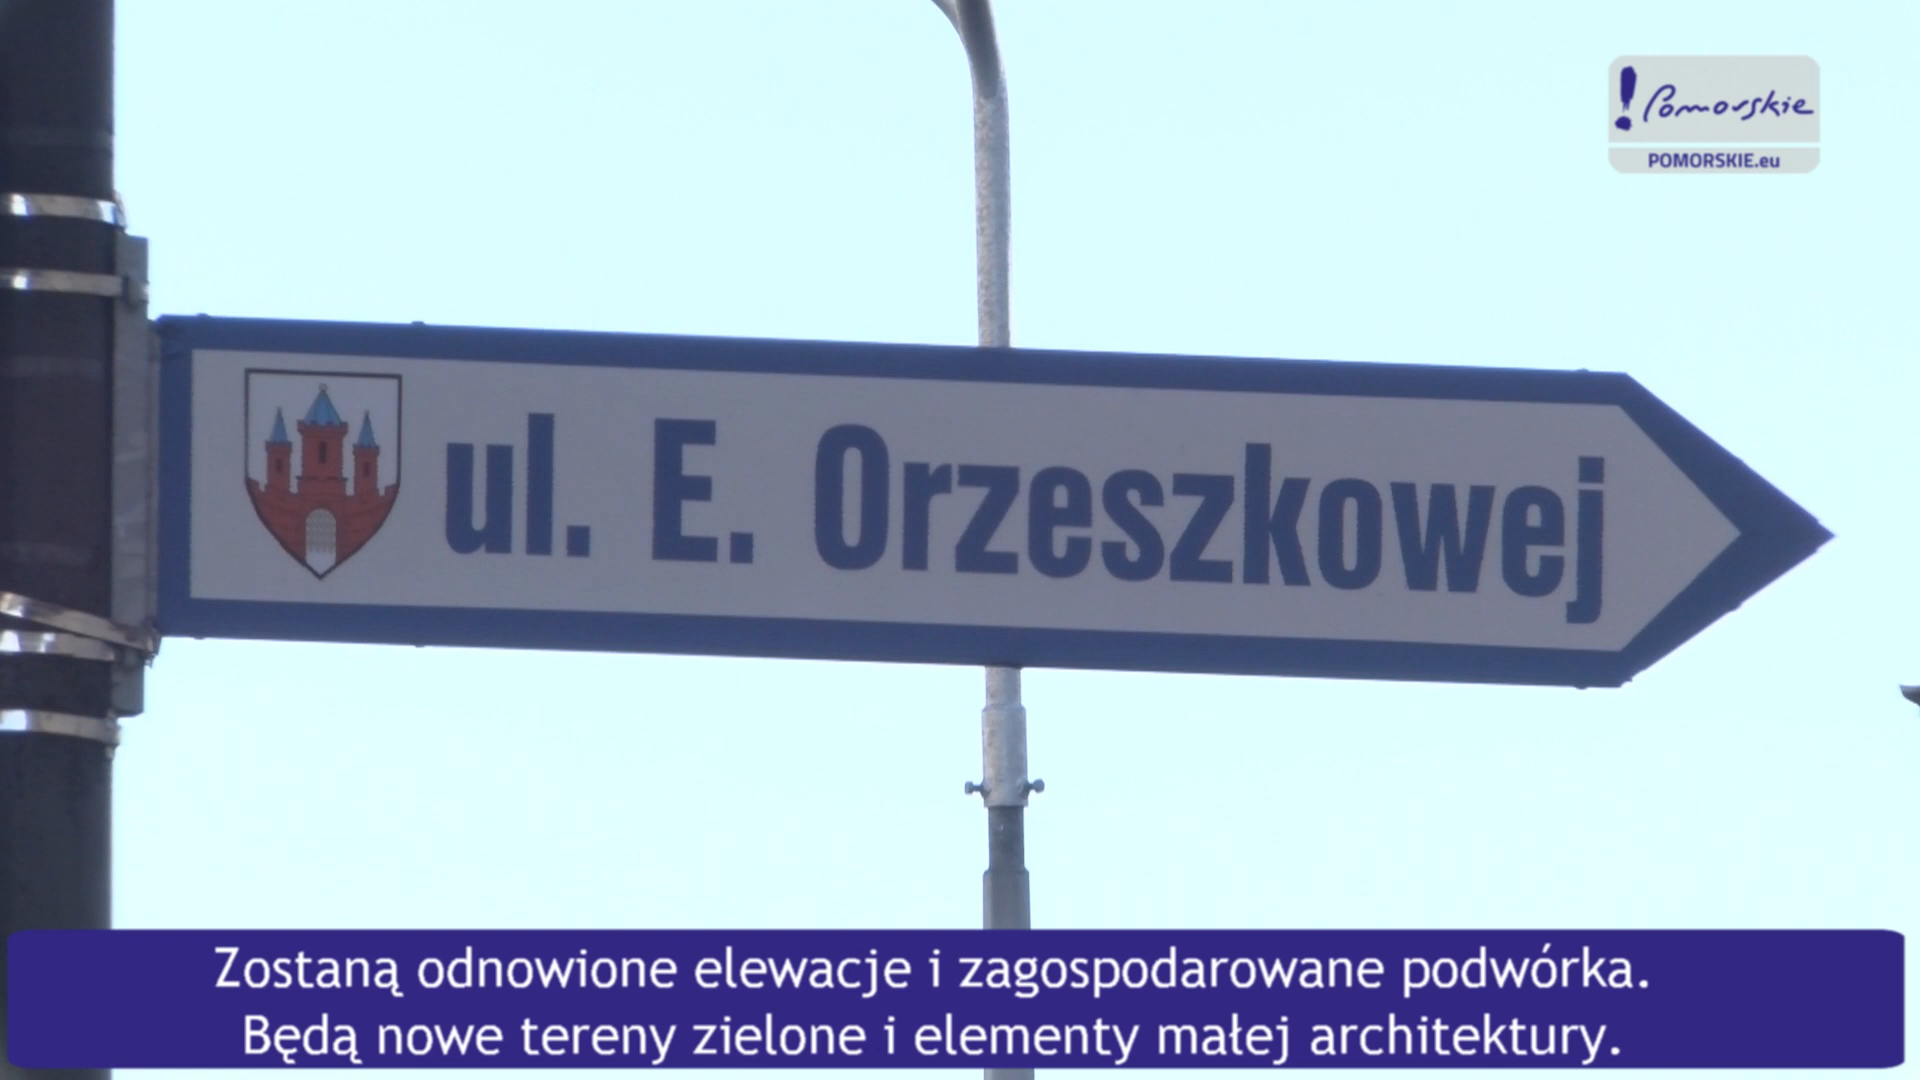 Pomorskie
POMORSKIE.eu
ul. E. Orzeszkowej
Zostaną odnowione elewacje i zagospodarowane podwórka.
Będą nowe tereny zielone i elementy małej architektury.